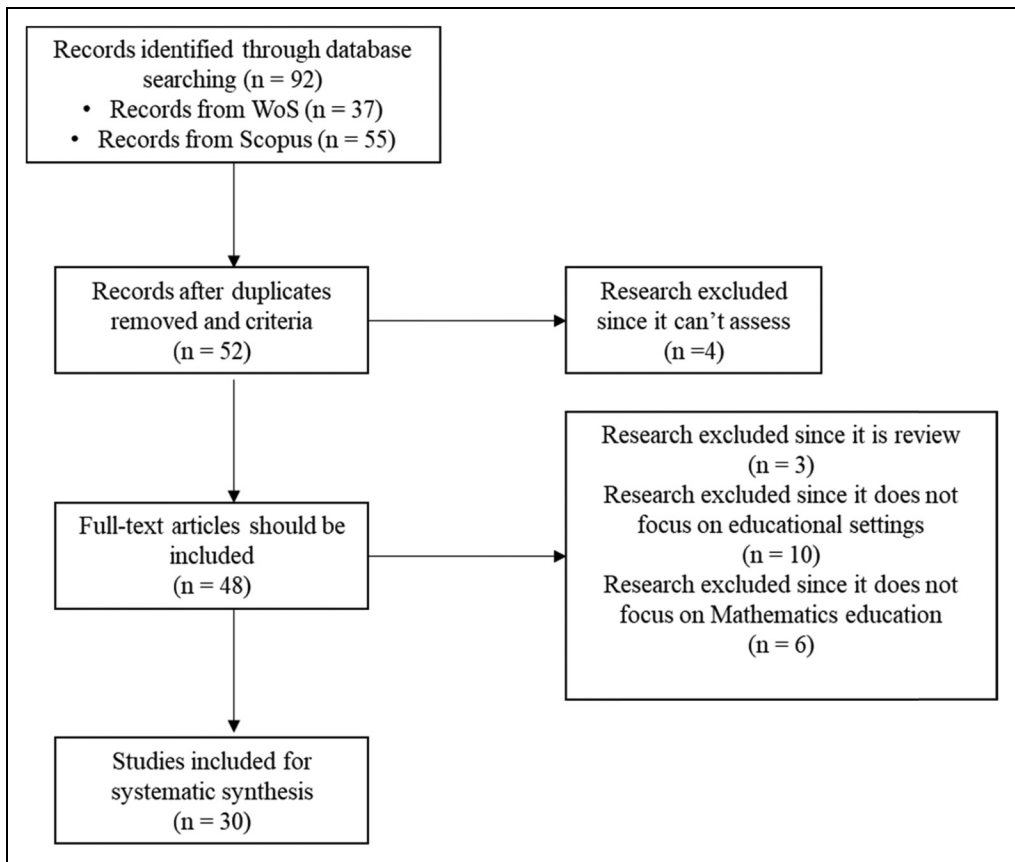 Records identified through database
searching (n = 92)
• Records from WoS (n = 37)
• Records from Scopus (n = 55)
Records after duplicates
removed and criteria
(n = 52)
Research excluded
since it can’t assess
(n =4)
Full-text articles should be
included
(n = 48)
Research excluded since it is review
(n = 3)
Research excluded since it does not
focus on educational settings
(n = 10)
Research excluded since it does not
focus on Mathematics education
(n = 6)
Studies included for
systematic synthesis
(n = 30)